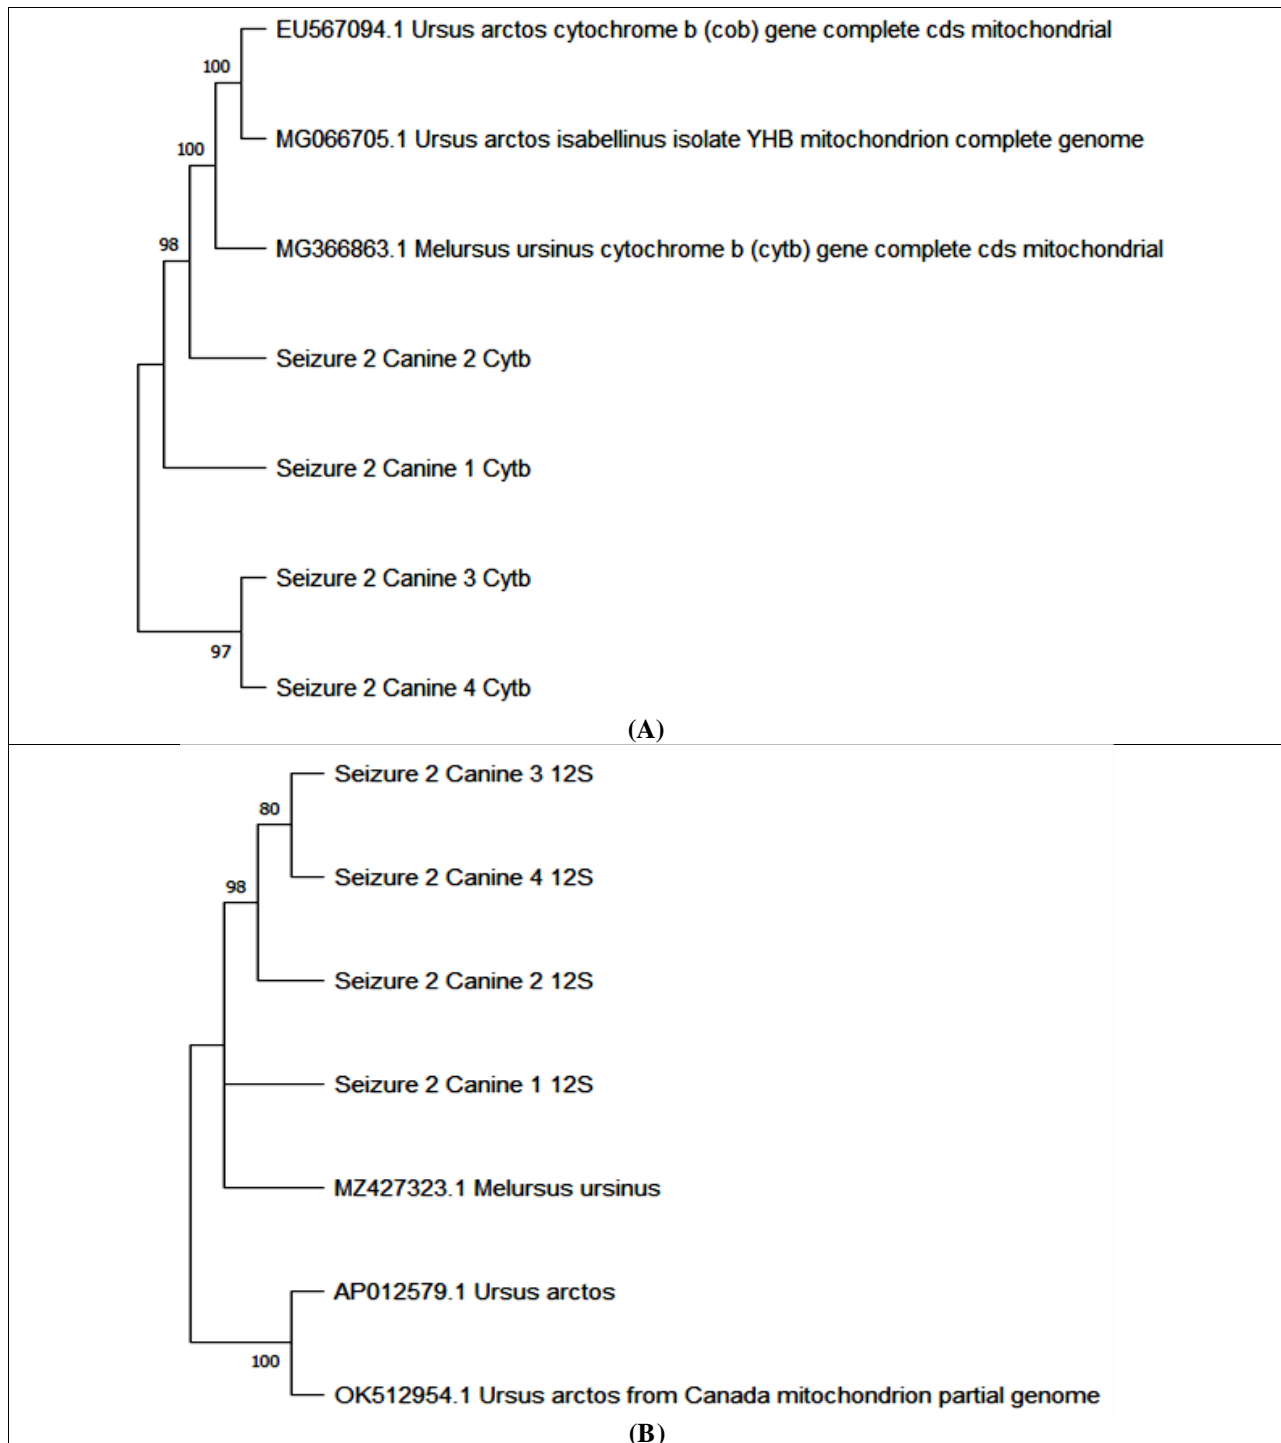 EU567094.1 Ursus arctos cytochrome b (cob) gene complete cds mitochondrial
100
MG066705.1 Ursus arctos isabellinus isolate YHB mitochondrion complete genome
100
MG366863.1 Melursus ursinus cytochrome b (cytb) gene complete cds mitochondrial
98
Seizure 2 Canine 2 Cytb
Seizure 2 Canine 1 Cytb
Seizure 2 Canine 3 Cytb
97
Seizure 2 Canine 4 Cytb
(A)
Seizure 2 Canine 3 12S
80
Seizure 2 Canine 4 12S
98
Seizure 2 Canine 2 12S
Seizure 2 Canine 1 12S
MZ427323.1 Melursus ursinus
AP012579.1 Ursus arctos
100
OK512954.1 Ursus arctos from Canada mitochondrion partial genome
(B)